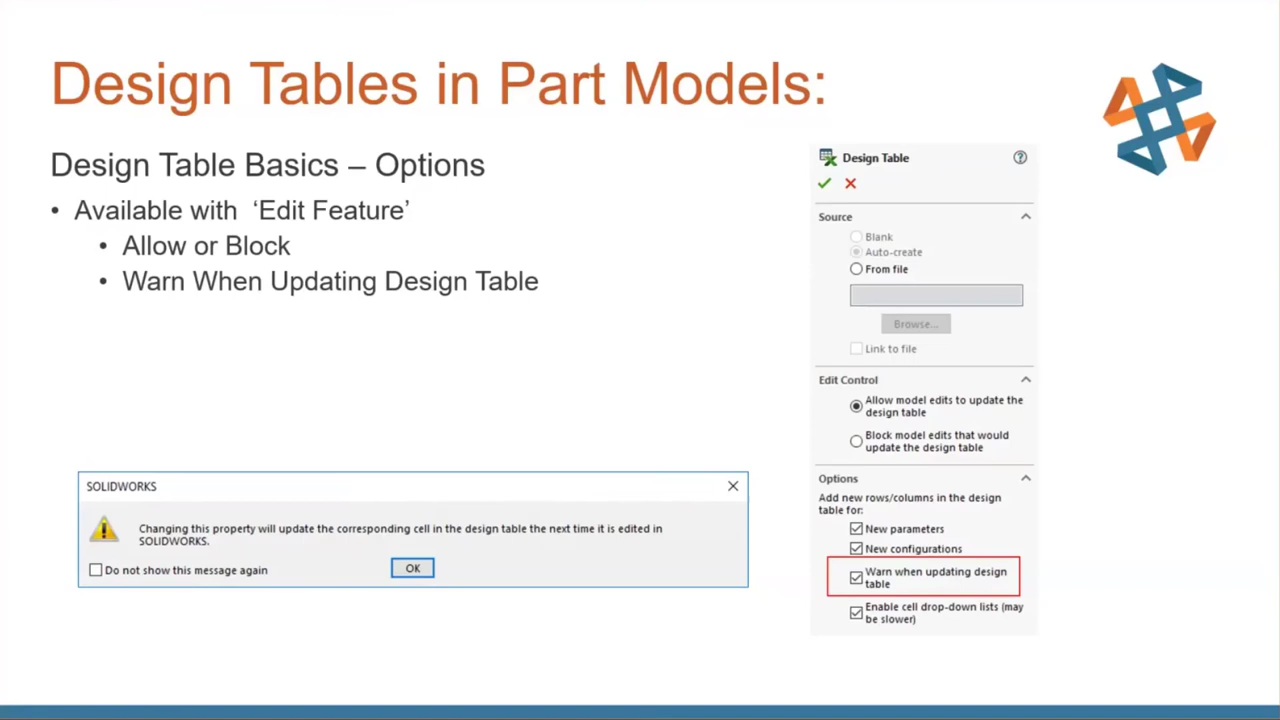 Design Tables in Part Models:
Design Table Basics – Options
• Available with ‘Edit Feature’
• Allow or Block
• Warn When Updating Design Table
SOLIDWORKS
Changing this property will update the corresponding cell in the design table the next time it is edited in
SOLIDWORKS.
Do not show this message again
OK
Design Table
Source
Blank
Auto-create
From file
Browse...
Link to file
Edit Control
Allow model edits to update the
design table
Block model edits that would
update the design table
Options
Add new rows/columns in the design
table for:
New parameters
New configurations
Warn when updating design
table
Enable cell drop-down lists (may
be slower)